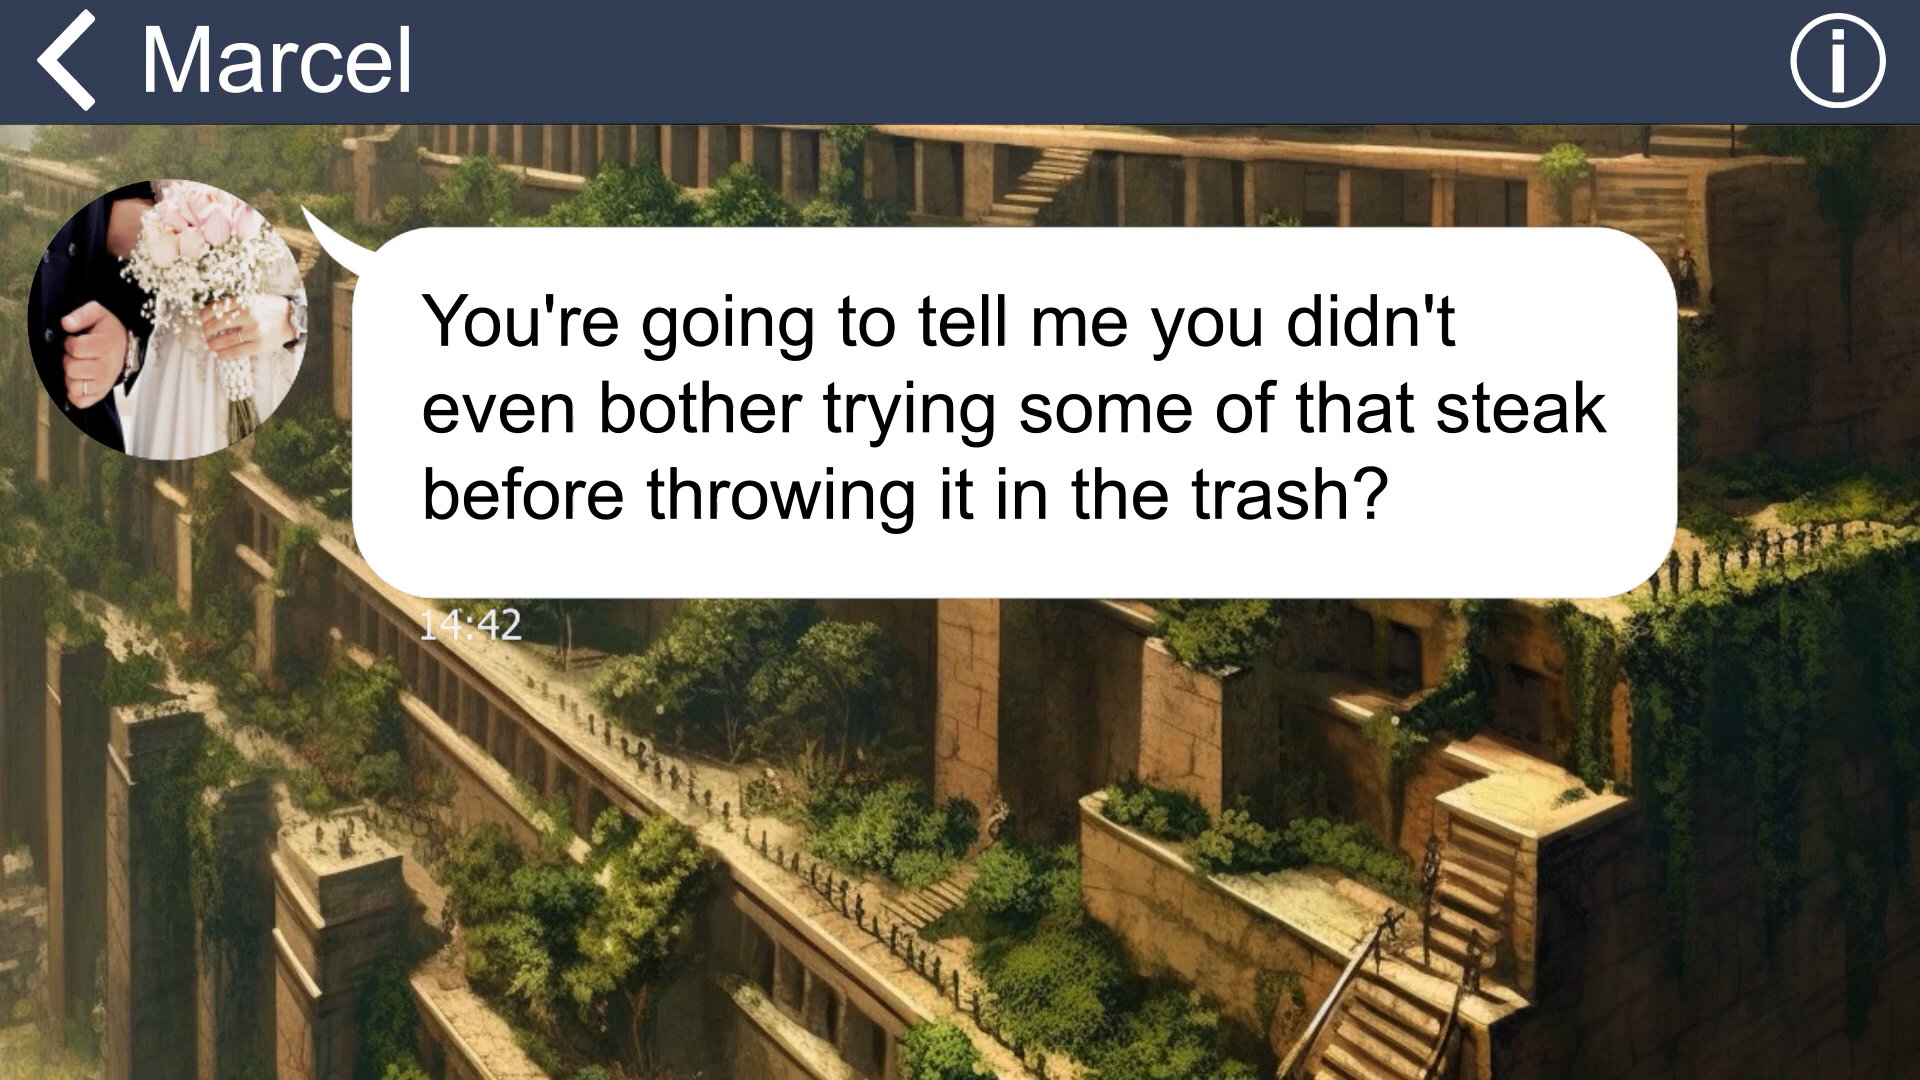 Marcel
You're going to tell me you didn't
even bother trying some of that steak
before throwing it in the trash?
14:42